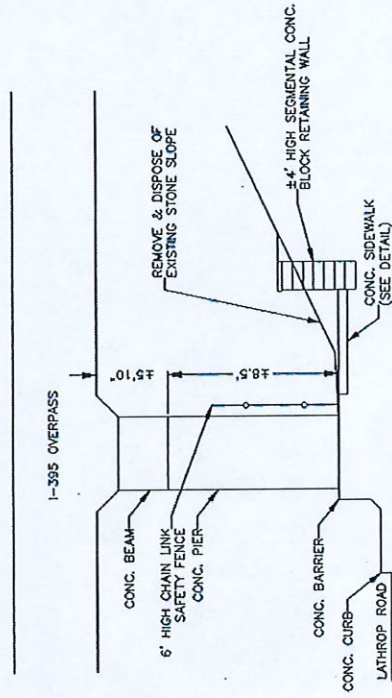 I-395 OVERPASS
CONC. BEAM
±5'10"
6' HIGH CHAIN LINK
SAFETY FENCE
CONC. PIER
±8.5'
REMOVE & DISPOSE OF
EXISTING STONE SLOPE
±4' HIGH SEGMENTAL CONC.
BLOCK RETAINING WALL
CONC. BARRIER
CONC. CURB
LATHROP ROAD
CONC. SIDEWALK
(SEE DETAIL)